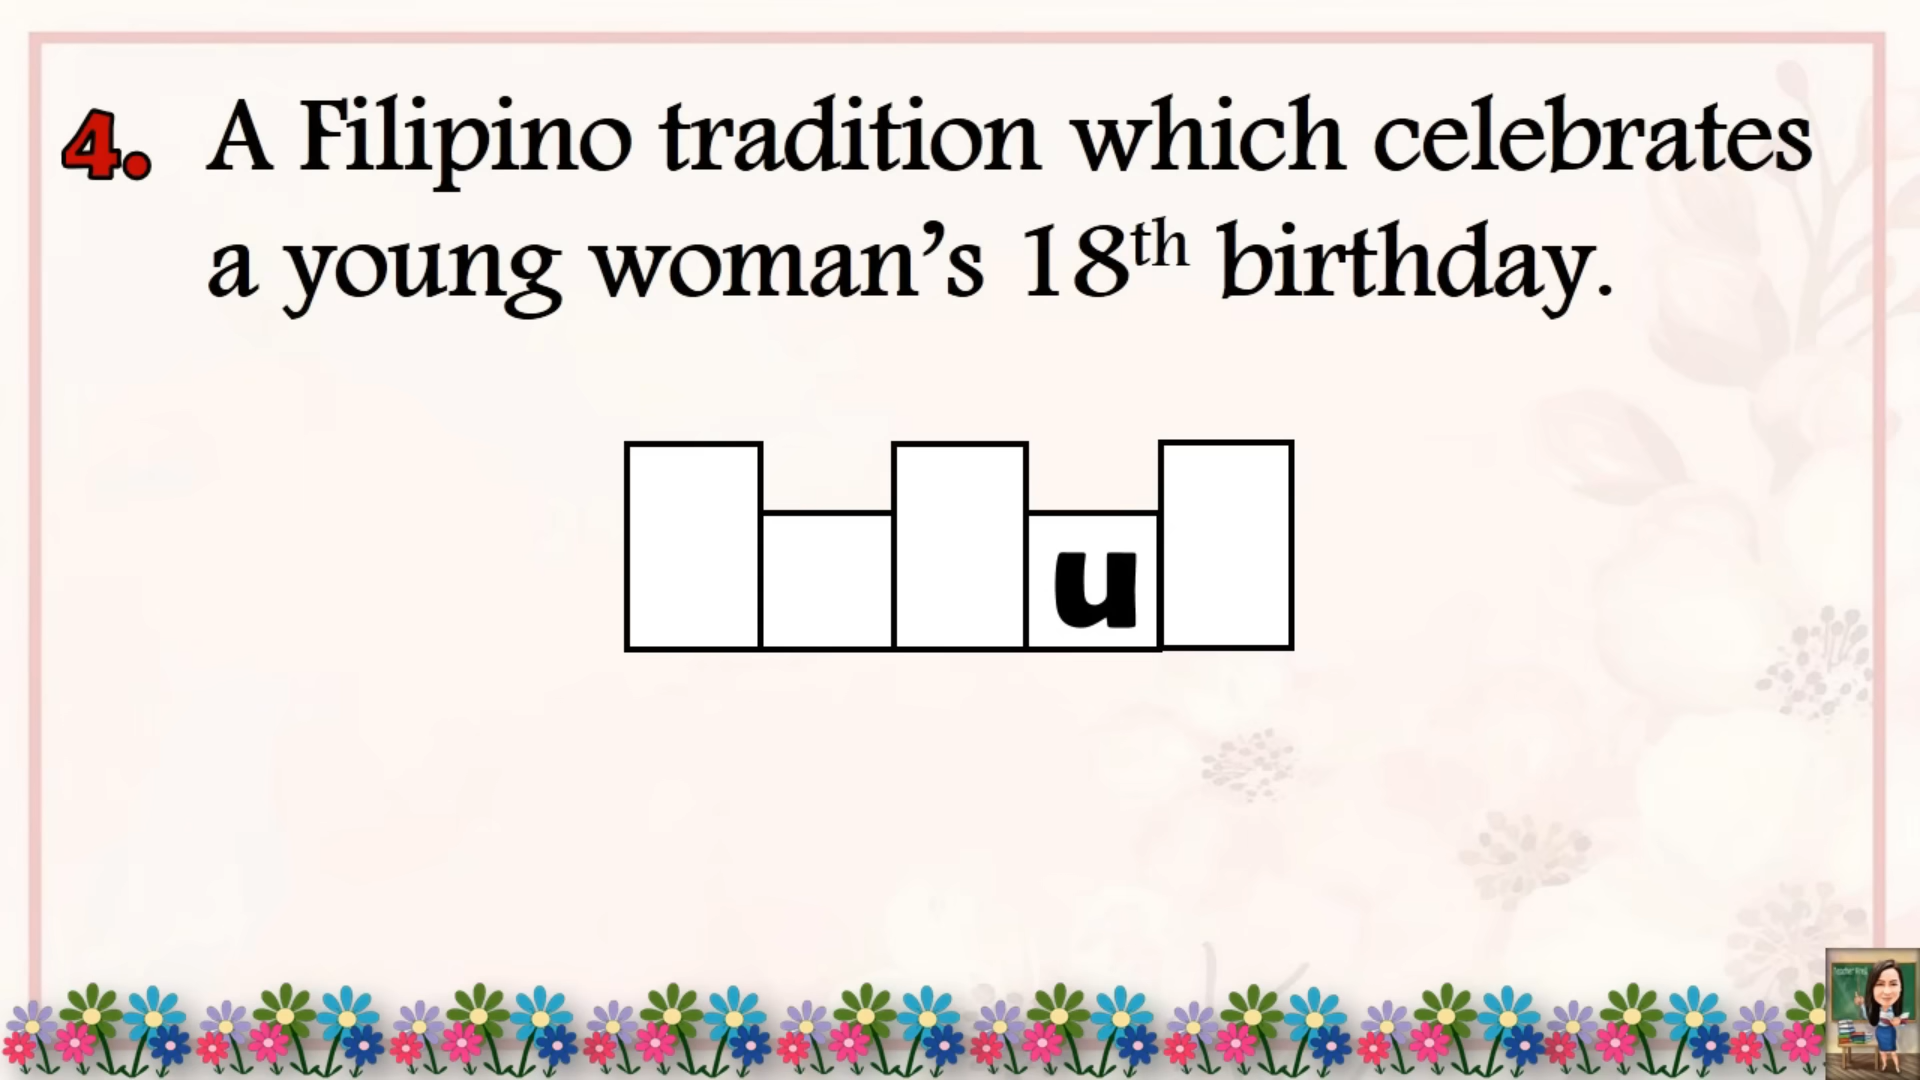 4. A Filipino tradition which celebrates
a young woman’s 18th birthday.
u